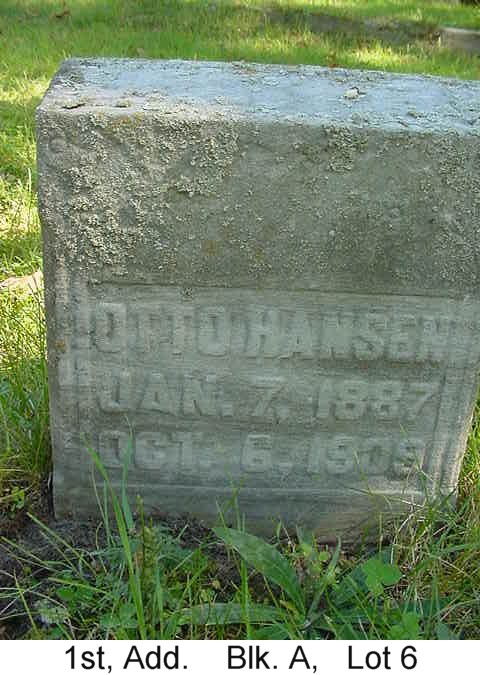 OTTO HANSEN
JAN. 7, 1887
OCT. 6, 1909
1st, Add. Blk. A, Lot 6